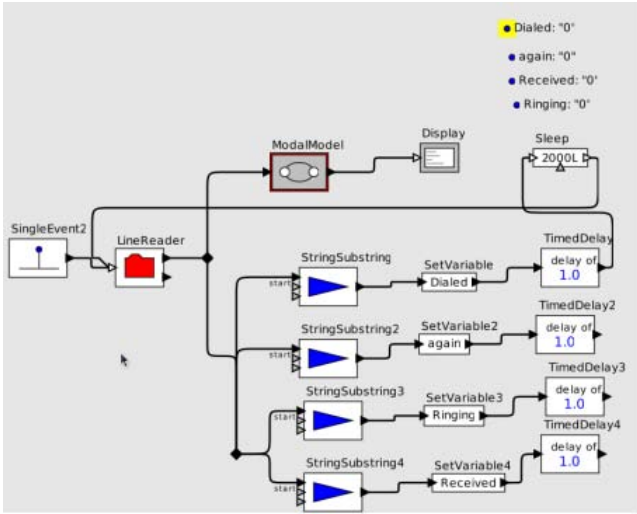 Dialed: "0"
again: "0"
Received: "0"
Ringing: "0"
Display
ModalModel
Sleep
2000L
SingleEvent2
LineReader
StringSubstring
start
SetVariable
Dialed
TimedDelay
delay of
1.0
StringSubstring2
start
SetVariable2
again
TimedDelay2
delay of
1.0
StringSubstring3
start
SetVariable3
Ringing
TimedDelay3
delay of
1.0
StringSubstring4
start
SetVariable4
Received
TimedDelay4
delay of
1.0